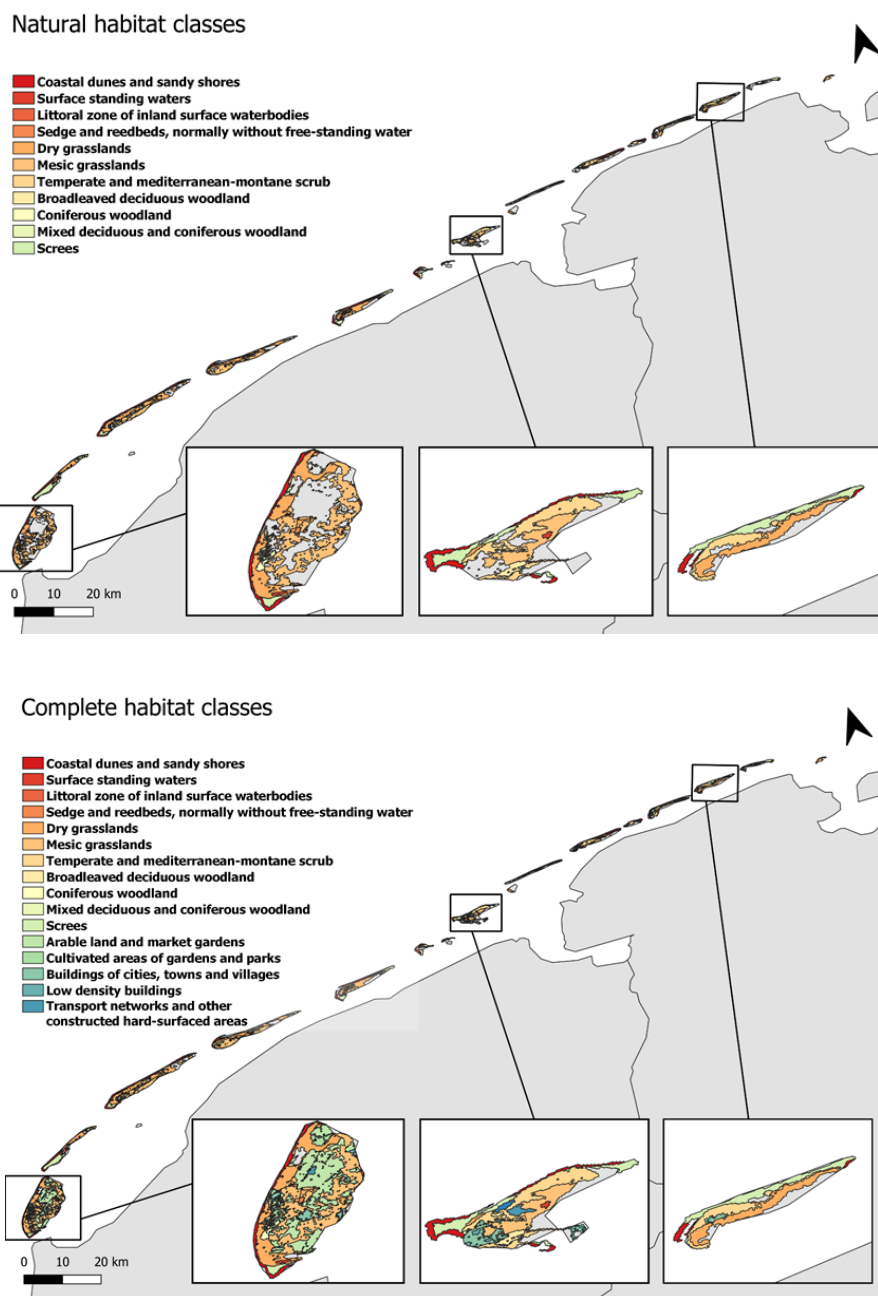 Natural habitat classes
Coastal dunes and sandy shores
Surface standing waters
Littoral zone of inland surface waterbodies
Sedge and reedbeds, normally without free-standing water
Dry grasslands
Mesic grasslands
Temperate and mediterranean-montane scrub
Broadleaved deciduous woodland
Coniferous woodland
Mixed deciduous and coniferous woodland
Screes
0 10 20 km
Complete habitat classes
Coastal dunes and sandy shores
Surface standing waters
Littoral zone of inland surface waterbodies
Sedge and reedbeds, normally without free-standing water
Dry grasslands
Mesic grasslands
Temperate and mediterranean-montane scrub
Broadleaved deciduous woodland
Coniferous woodland
Mixed deciduous and coniferous woodland
Screes
Arable land and market gardens
Cultivated areas of gardens and parks
Buildings of cities, towns and villages
Low density buildings
Transport networks and other
constructed hard-surfaced areas
0 10 20 km